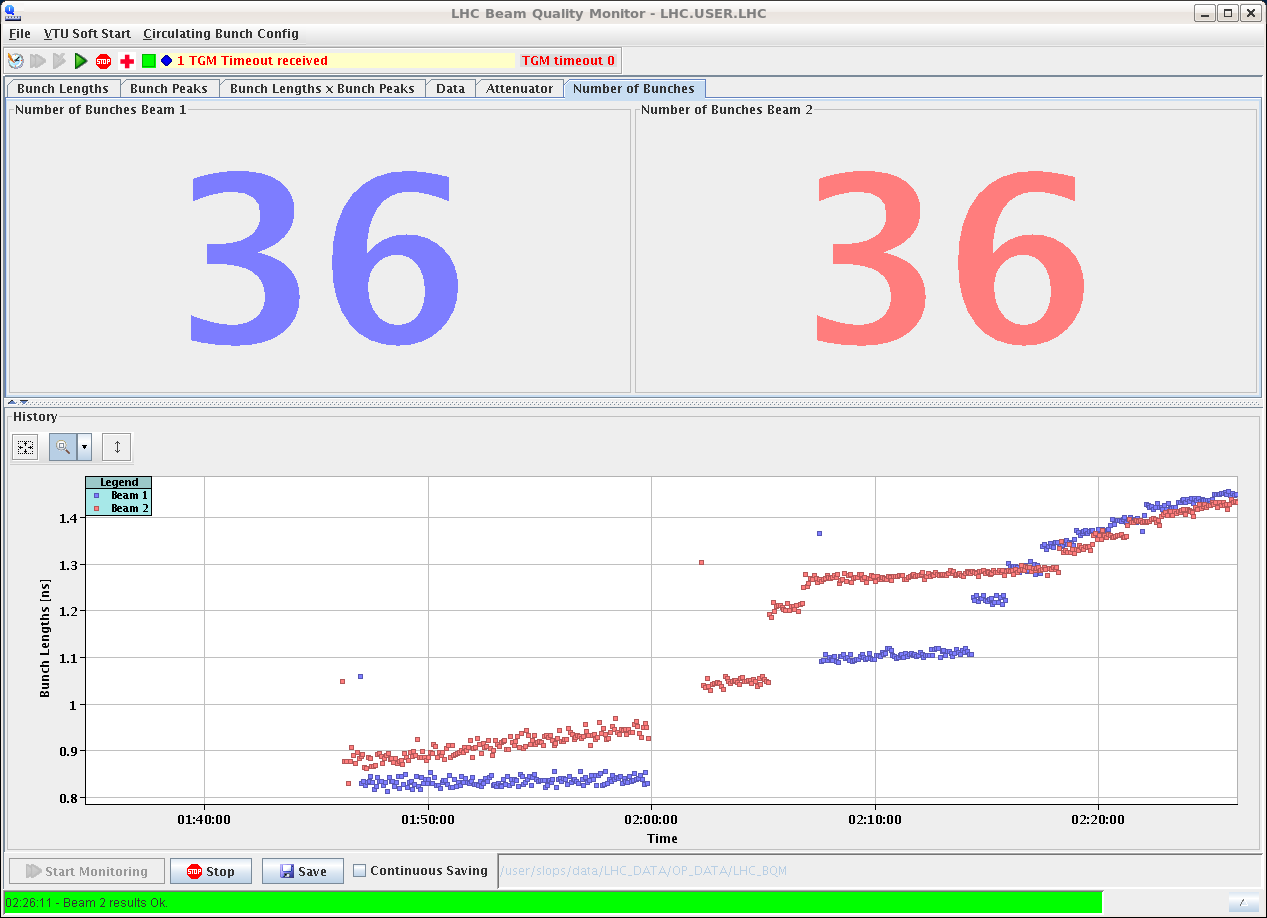 LHC Beam Quality Monitor - LHC.USER.LHC
File VTU Soft Start Circulating Bunch Config
STOP 1 TGM Timeout received TGM timeout 0
Bunch Lengths Bunch Peaks Bunch Lengths x Bunch Peaks Data Attenuator Number of Bunches
Number of Bunches Beam 1 Number of Bunches Beam 2
36 36
History
Legend
Beam 1
Beam 2
1.4
1.3
1.2
1.1
1
0.9
0.8
Bunch Lengths [ns]
01:40:00 01:50:00 02:00:00 02:10:00 02:20:00
Time
Start Monitoring STOP Stop Save Continuous Saving /user/slops/data/LHC_DATA/OP_DATA/LHC_BQM
02:26:11 - Beam 2 results Ok.